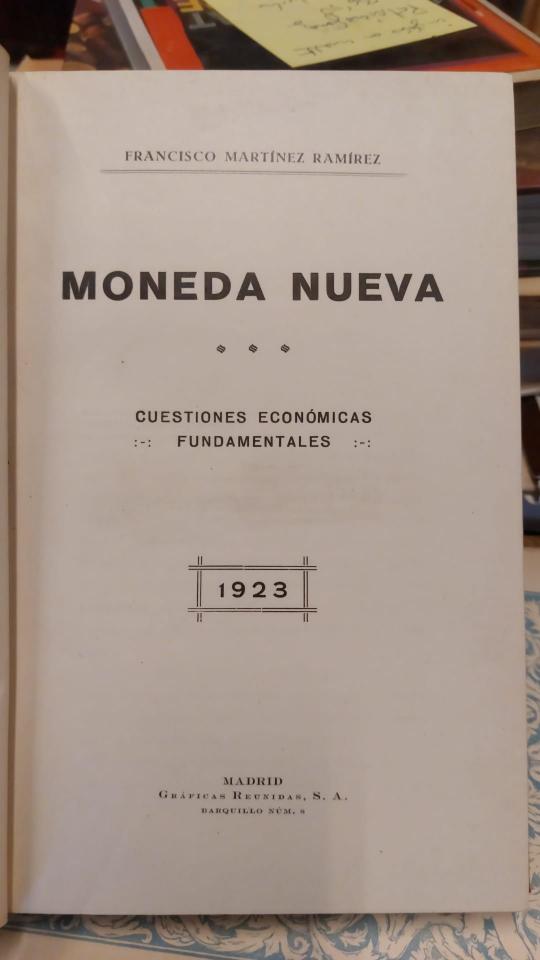 FRANCISCO MARTÍNEZ RAMÍREZ
MONEDA NUEVA
CUESTIONES ECONÓMICAS
:-: FUNDAMENTALES :-:
1923
MADRID
GRÁFICAS REUNIDAS, S. A.
BARQUILLO NÚM. 8